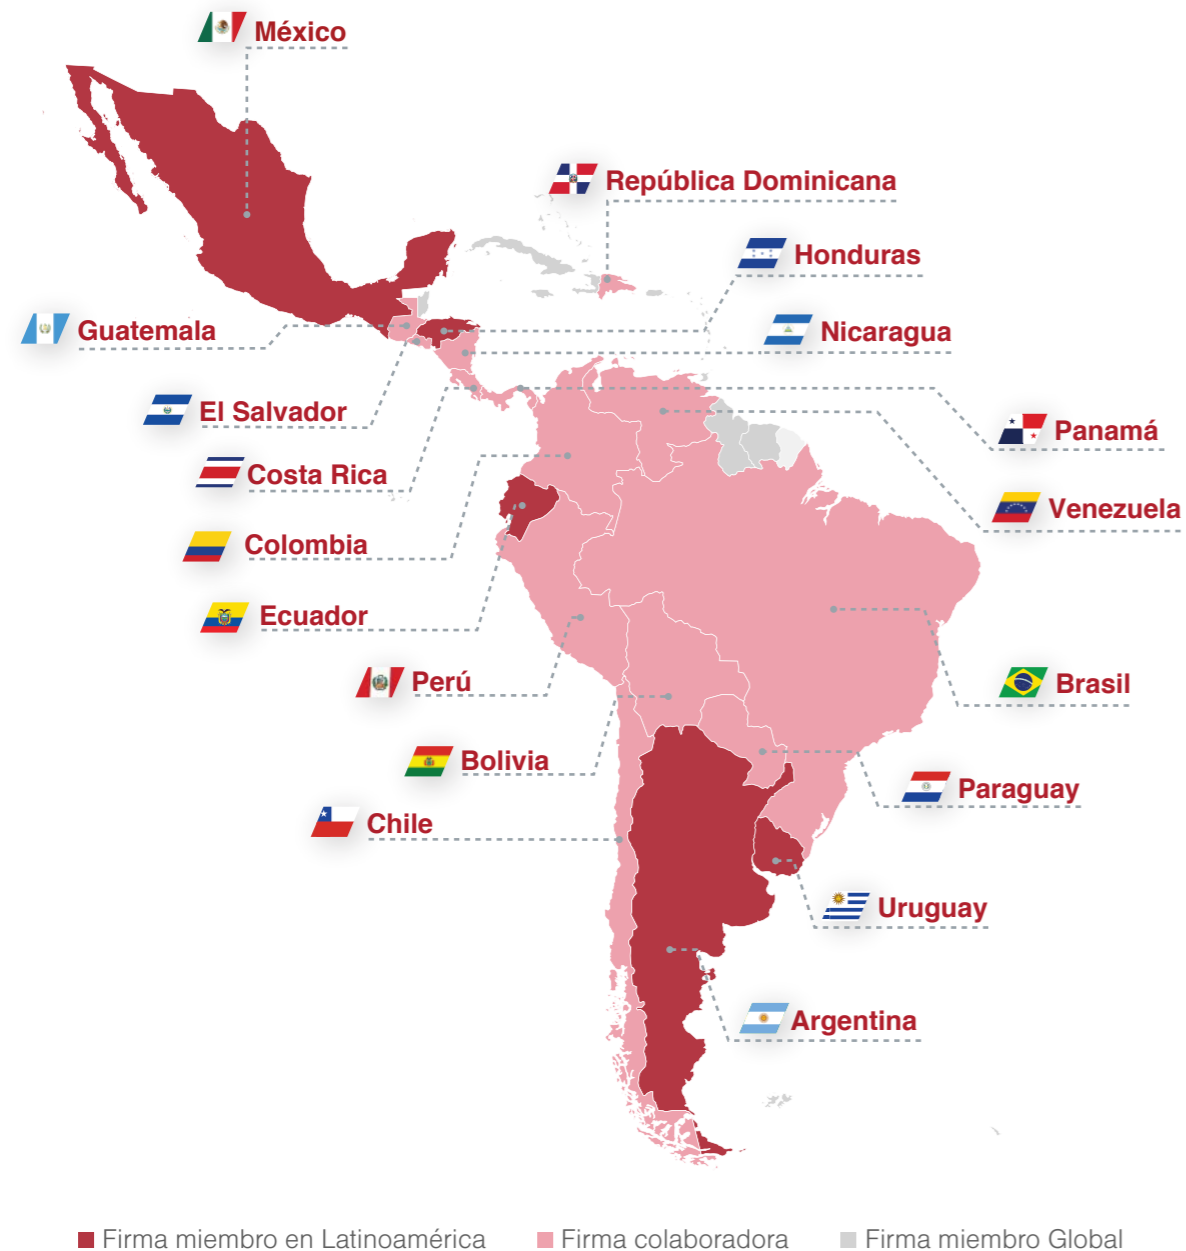 México
República Dominicana
Honduras
Guatemala
Nicaragua
El Salvador
Panamá
Costa Rica
Venezuela
Colombia
Ecuador
Perú
Brasil
Bolivia
Paraguay
Chile
Uruguay
Argentina
Firma miembro en Latinoamérica
Firma colaboradora
Firma miembro Global